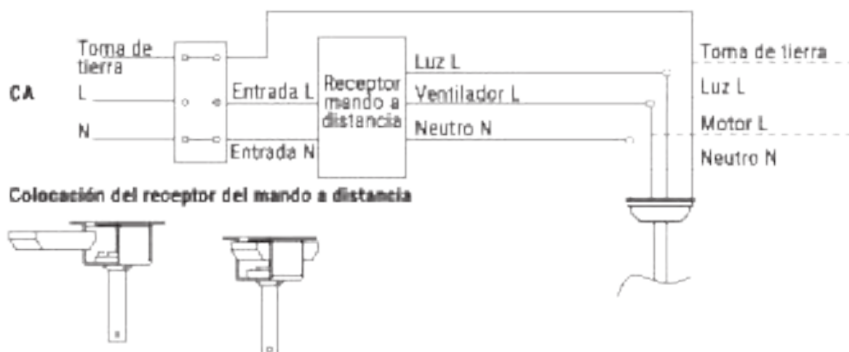 Toma de
tierra
CA
L
N
Entrada L
Entrada N
Receptor
mando a
distancia
Luz L
Ventilador L
Neutro N
Toma de tierra
Luz L
Motor L
Neutro N
Colocación del receptor del mando a distancia